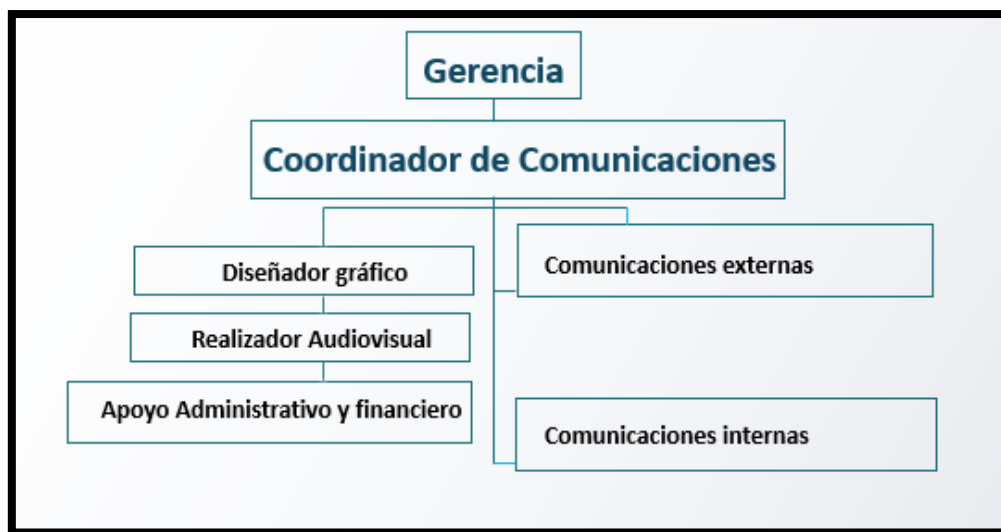 Gerencia
Coordinador de Comunicaciones
Diseñador gráfico
Realizador Audiovisual
Apoyo Administrativo y financiero
Comunicaciones externas
Comunicaciones internas